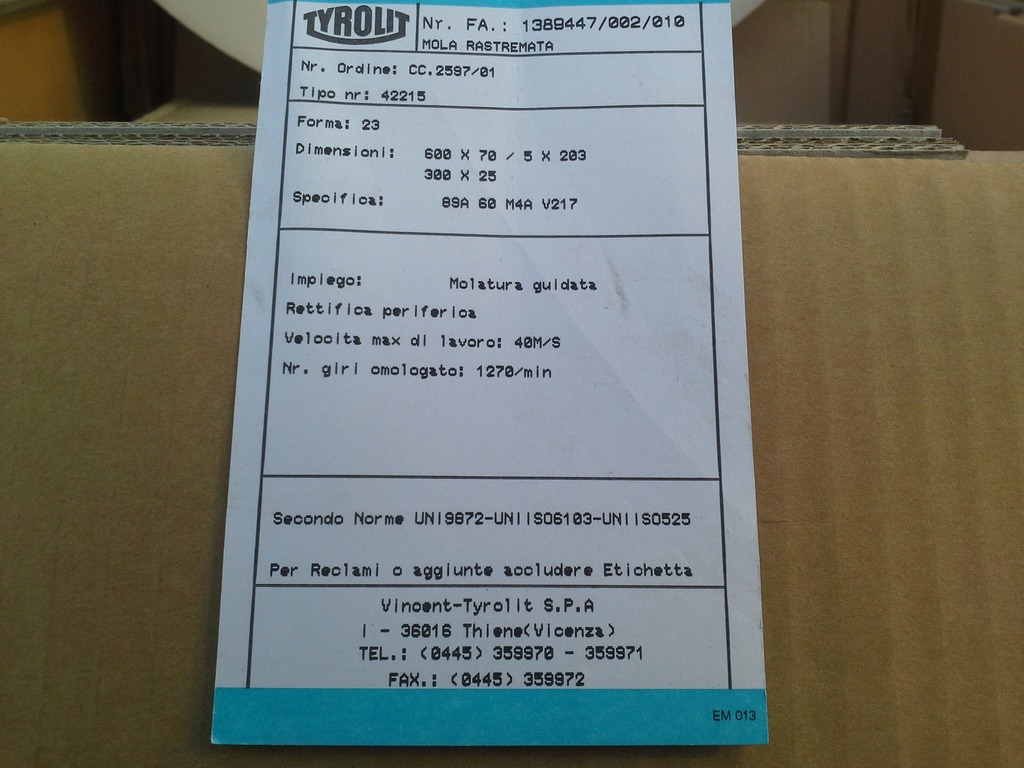 TYROLIT
Nr. FA.: 1389447/002/010
MOLA RASTREMATA
Nr. Ordine: CC.2597/01
Tipo nr: 42215
Forma: 23
Dimensioni: 600 X 70 / 5 X 203
300 X 25
Specifica: 89A 60 M4A V217
Impiego: Molatura guidata
Rettifica periferica
Velocita max di lavoro: 40M/S
Nr. giri omologato: 1270/min
Secondo Norme UNI9872-UNIISO6103-UNIISO525
Per Reclami o aggiunte accludere Etichetta
Vincent-Tyrolit S.P.A
I - 36016 Thiene(Vicenza)
TEL.: (0445) 359970 - 359971
FAX.: (0445) 359972
EM 013